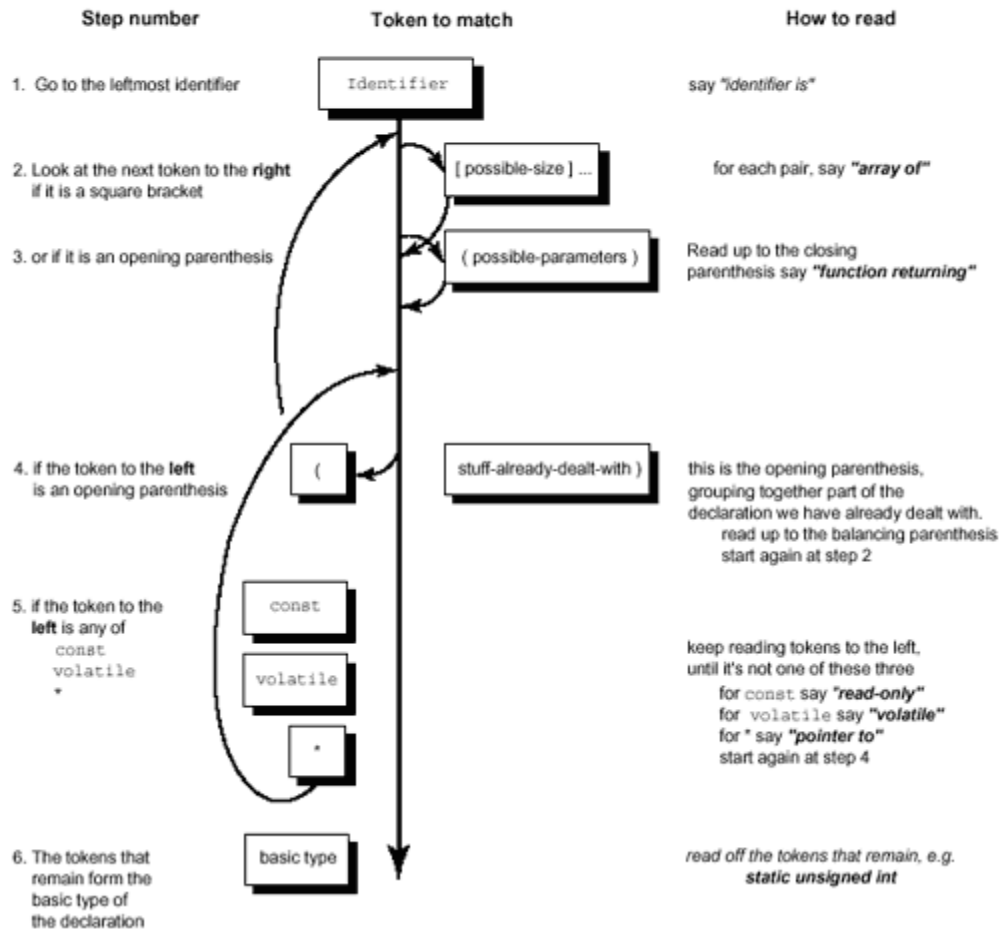 Step number Token to match How to read
1. Go to the leftmost identifier Identifier say "identifier is"
2. Look at the next token to the right
if it is a square bracket
[ possible-size ] ...
for each pair, say "array of"
3. or if it is an opening parenthesis
( possible-parameters )
Read up to the closing
parenthesis say "function returning"
4. if the token to the left
is an opening parenthesis
(
stuff-already-dealt-with )
this is the opening parenthesis,
grouping together part of the
declaration we have already dealt with.
read up to the balancing parenthesis
start again at step 2
5. if the token to the
left is any of
const
volatile
*
const
volatile
*
keep reading tokens to the left,
until it's not one of these three
for const say "read-only"
for volatile say "volatile"
for * say "pointer to"
start again at step 4
6. The tokens that
remain form the
basic type of
the declaration
basic type
read off the tokens that remain, e.g.
static unsigned int